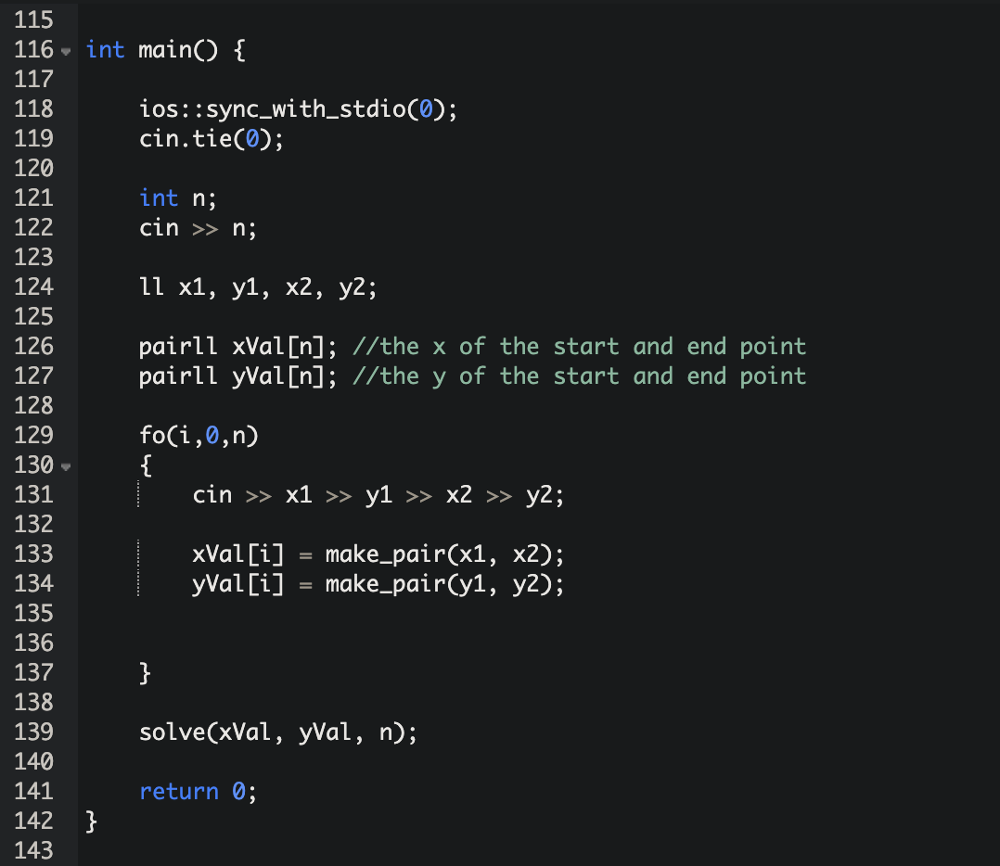 115
116 int main() {
117
118 ios::sync_with_stdio(0);
119 cin.tie(0);
120
121 int n;
122 cin >> n;
123
124 ll x1, y1, x2, y2;
125
126 pairll xVal[n]; //the x of the start and end point
127 pairll yVal[n]; //the y of the start and end point
128
129 fo(i,0,n)
130 {
131 cin >> x1 >> y1 >> x2 >> y2;
132
133 xVal[i] = make_pair(x1, x2);
134 yVal[i] = make_pair(y1, y2);
135
136
137 }
138
139 solve(xVal, yVal, n);
140
141 return 0;
142 }
143